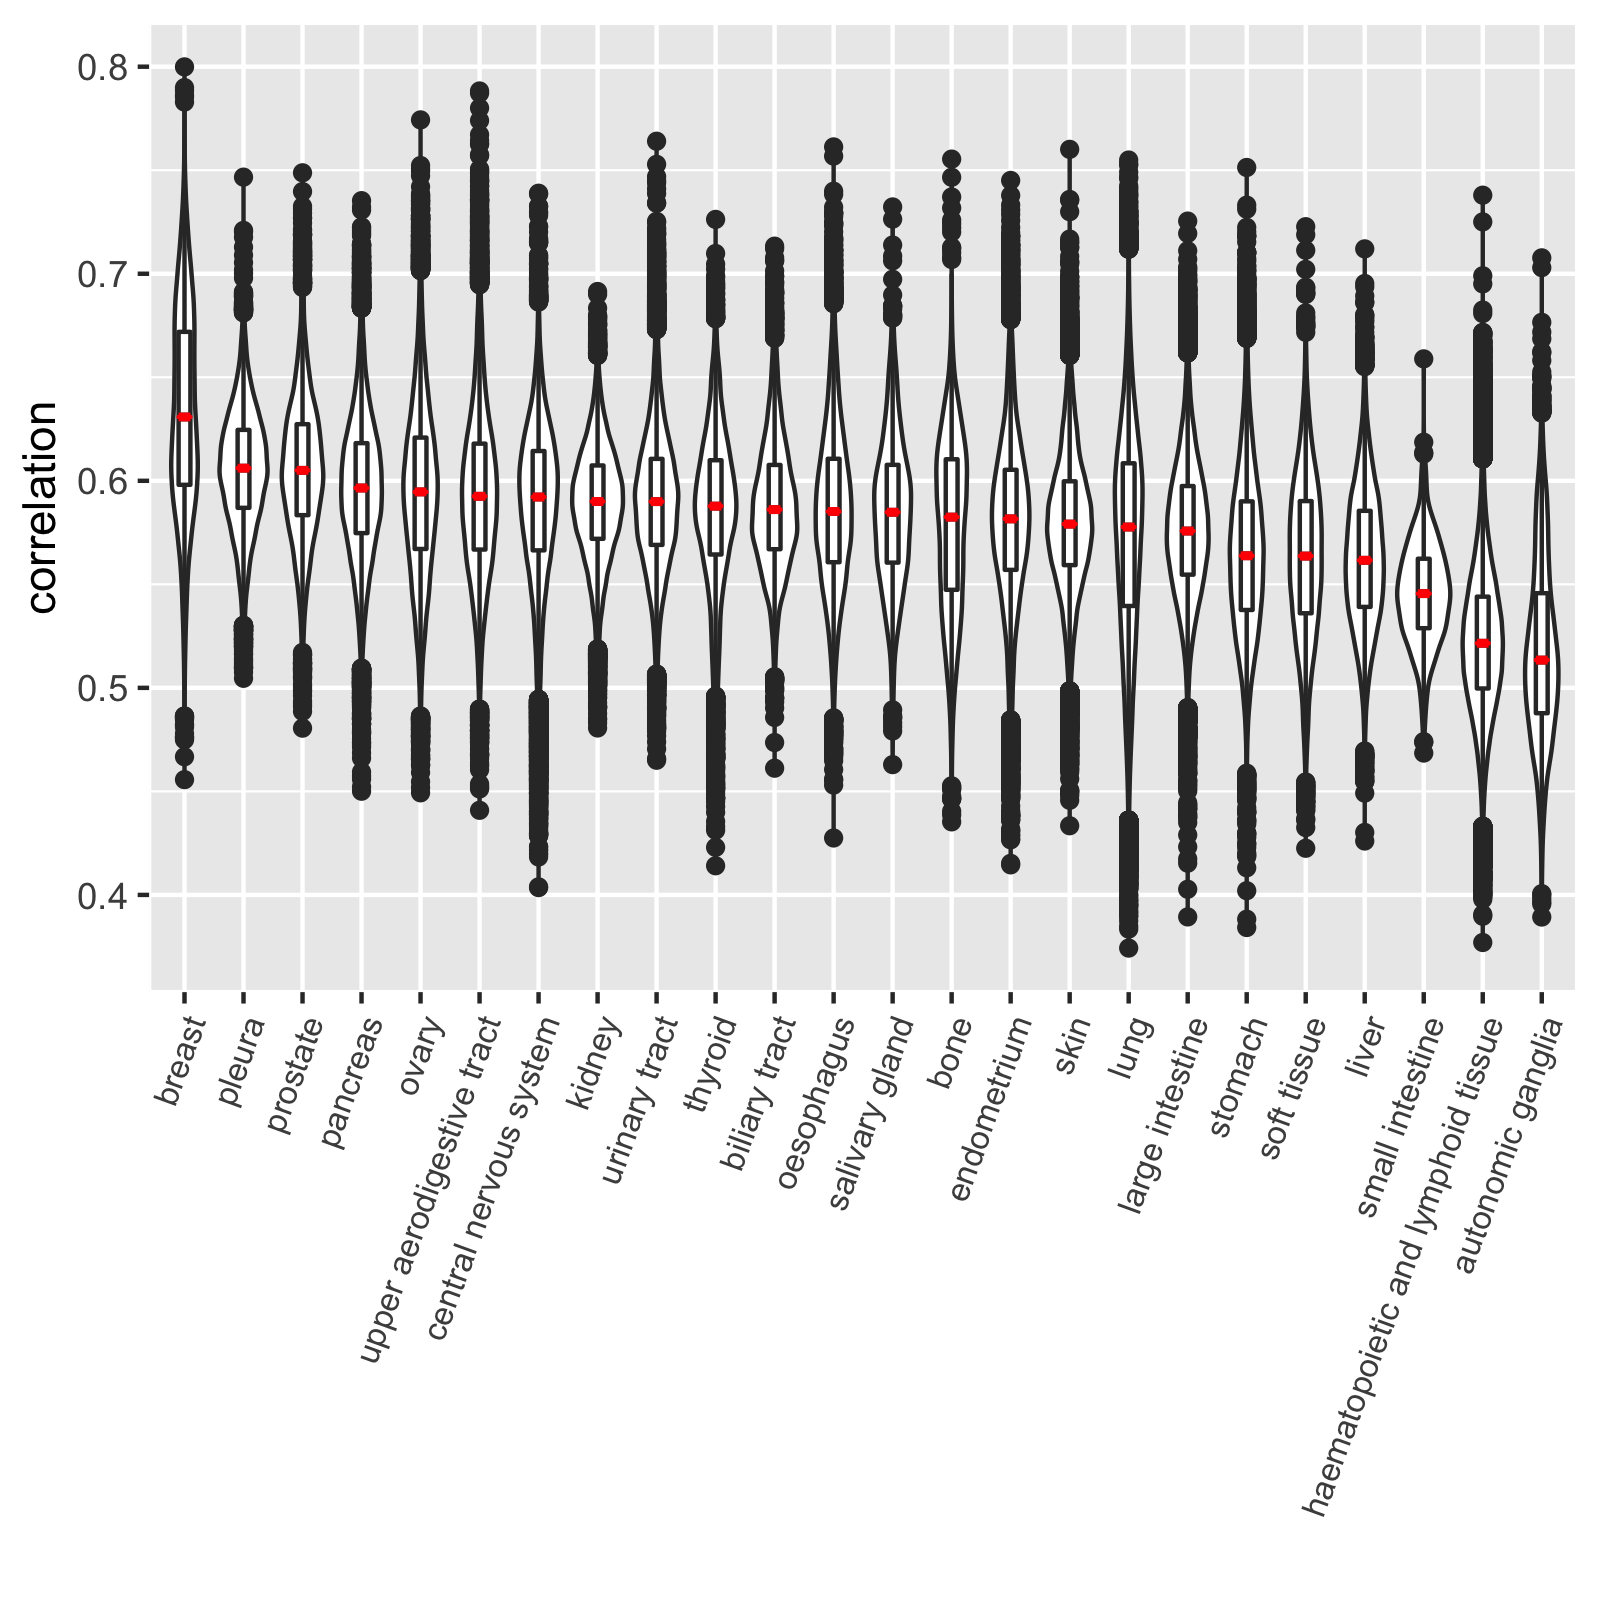 correlation
0.8
0.7
0.6
0.5
0.4
breast
pleura
prostate
pancreas
ovary
upper aerodigestive tract
central nervous system
kidney
urinary tract
thyroid
biliary tract
oesophagus
salivary gland
bone
endometrium
skin
lung
large intestine
stomach
soft tissue
liver
small intestine
haematopoietic and lymphoid tissue
autonomic ganglia